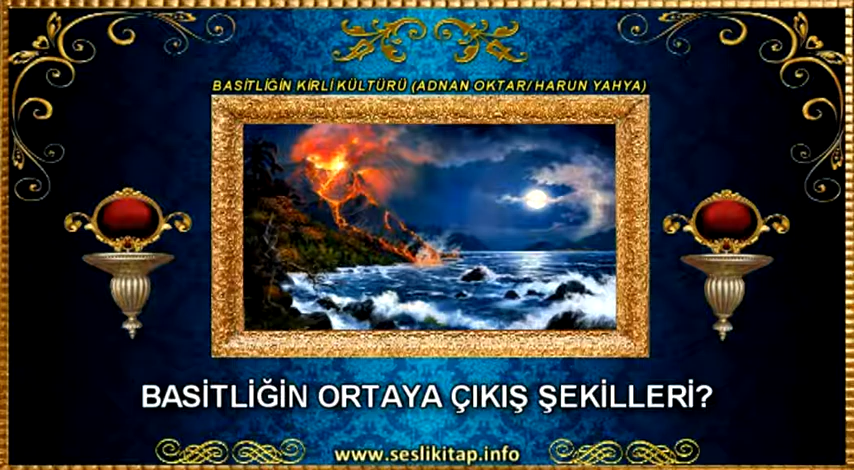 BASİTLİĞİN KİRLİ KÜLTÜRÜ (ADNAN OKTAR/ HARUN YAHYA)
BASİTLİĞİN ORTAYA ÇIKIŞ ŞEKİLLERİ?
www.seslikitap.info